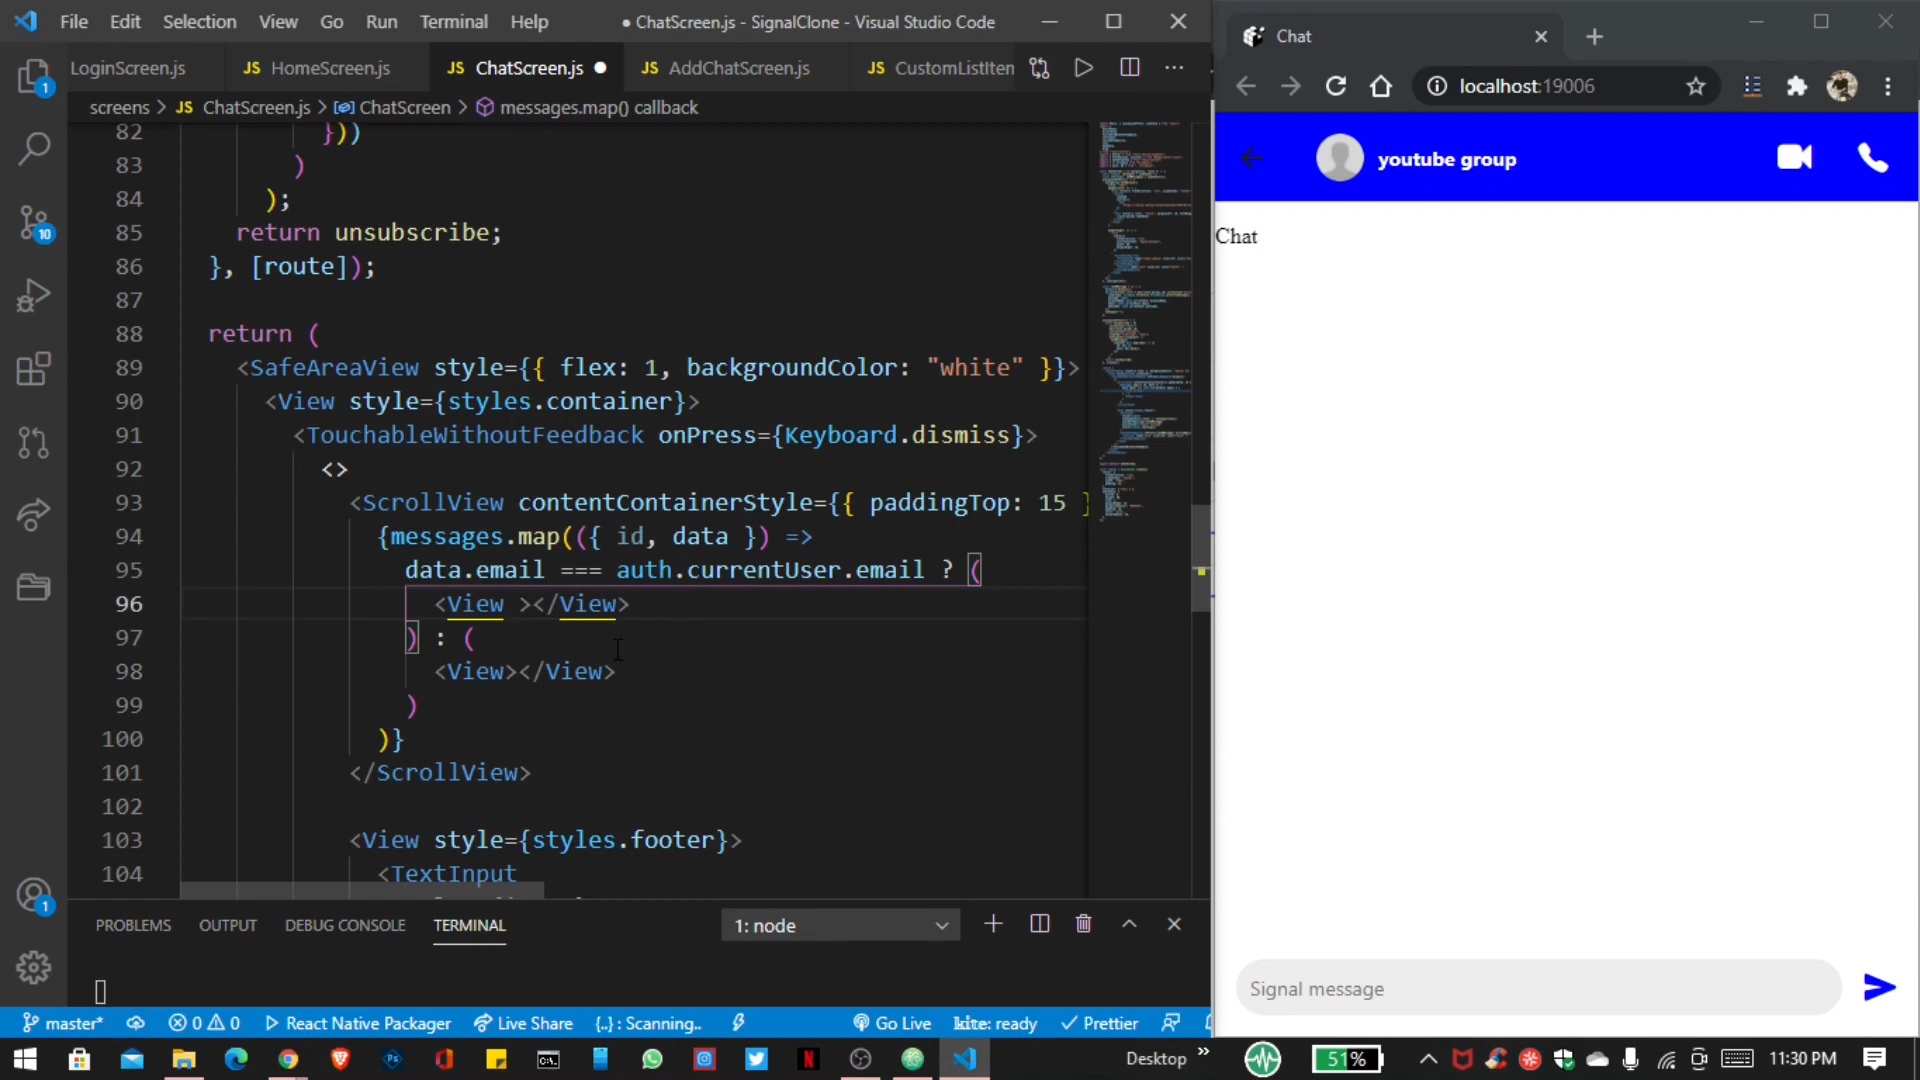 File Edit Selection View Go Run Terminal Help
● ChatScreen.js - SignalClone - Visual Studio Code
LoginScreen.js JS HomeScreen.js JS ChatScreen.js ● JS AddChatScreen.js JS CustomListIten
screens > JS ChatScreen.js > ChatScreen > messages.map() callback
82 }))
83 )
84 );
85 return unsubscribe;
86 }, [route]);
87
88 return (
89 <SafeAreaView style={{ flex: 1, backgroundColor: "white" }}>
90 <View style={styles.container}>
91 <TouchableWithoutFeedback onPress={Keyboard.dismiss}>
92 <>
93 <ScrollView contentContainerStyle={{ paddingTop: 15 }
94 {messages.map(({ id, data }) =>
95 data.email === auth.currentUser.email ? (
96 <View ></View>
97 ) : (
98 <View></View>
99 )
100 )}
101 </ScrollView>
102
103 <View style={styles.footer}>
104 <TextInput
PROBLEMS OUTPUT DEBUG CONSOLE TERMINAL 1: node
master* 0 0 React Native Packager Live Share {..} : Scanning.. Go Live kite: ready Prettier
1
10
1
Chat
localhost:19006
youtube group
Chat
Signal message
Desktop » 51% 11:30 PM